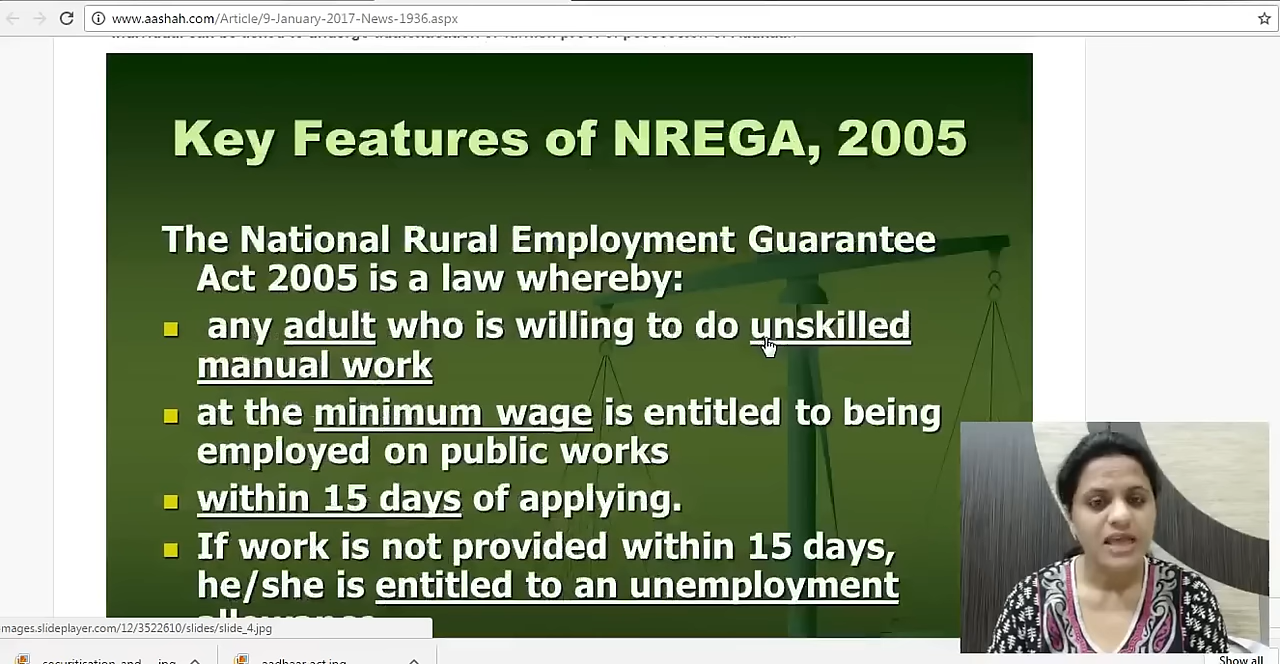 www.aashah.com/Article/9-January-2017-News-1936.aspx
Key Features of NREGA, 2005
The National Rural Employment Guarantee
Act 2005 is a law whereby:
any adult who is willing to do unskilled
manual work
at the minimum wage is entitled to being
employed on public works
within 15 days of applying.
If work is not provided within 15 days,
he/she is entitled to an unemployment
mages.slideplayer.com/12/3522610/slides/slide_4.jpg
securitisation-and-...jpg
aadhaar act.jpg
Show all